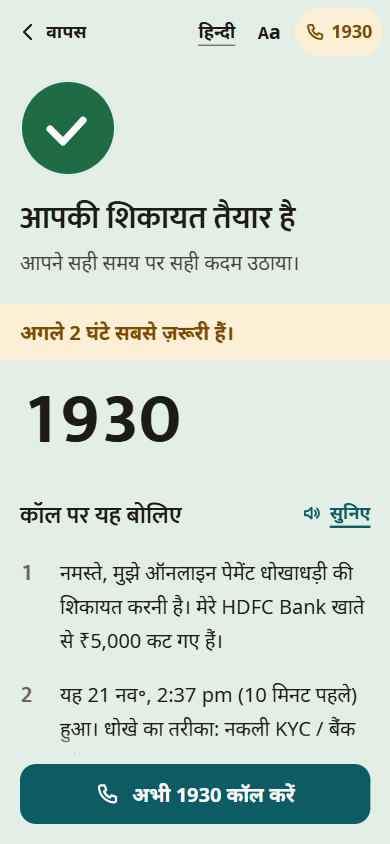 वापस
हिन्दी
Aa
1930
आपकी शिकायत तैयार है
आपने सही समय पर सही कदम उठाया।
अगले 2 घंटे सबसे ज़रूरी हैं।
1930
कॉल पर यह बोलिए
सुनिए
1 नमस्ते, मुझे ऑनलाइन पेमेंट धोखाधड़ी की
शिकायत करनी है। मेरे HDFC Bank खाते
से ₹5,000 कट गए हैं।
2 यह 21 नव॰, 2:37 pm (10 मिनट पहले)
हुआ। धोखे का तरीका: नकली KYC / बैंक
अभी 1930 कॉल करें